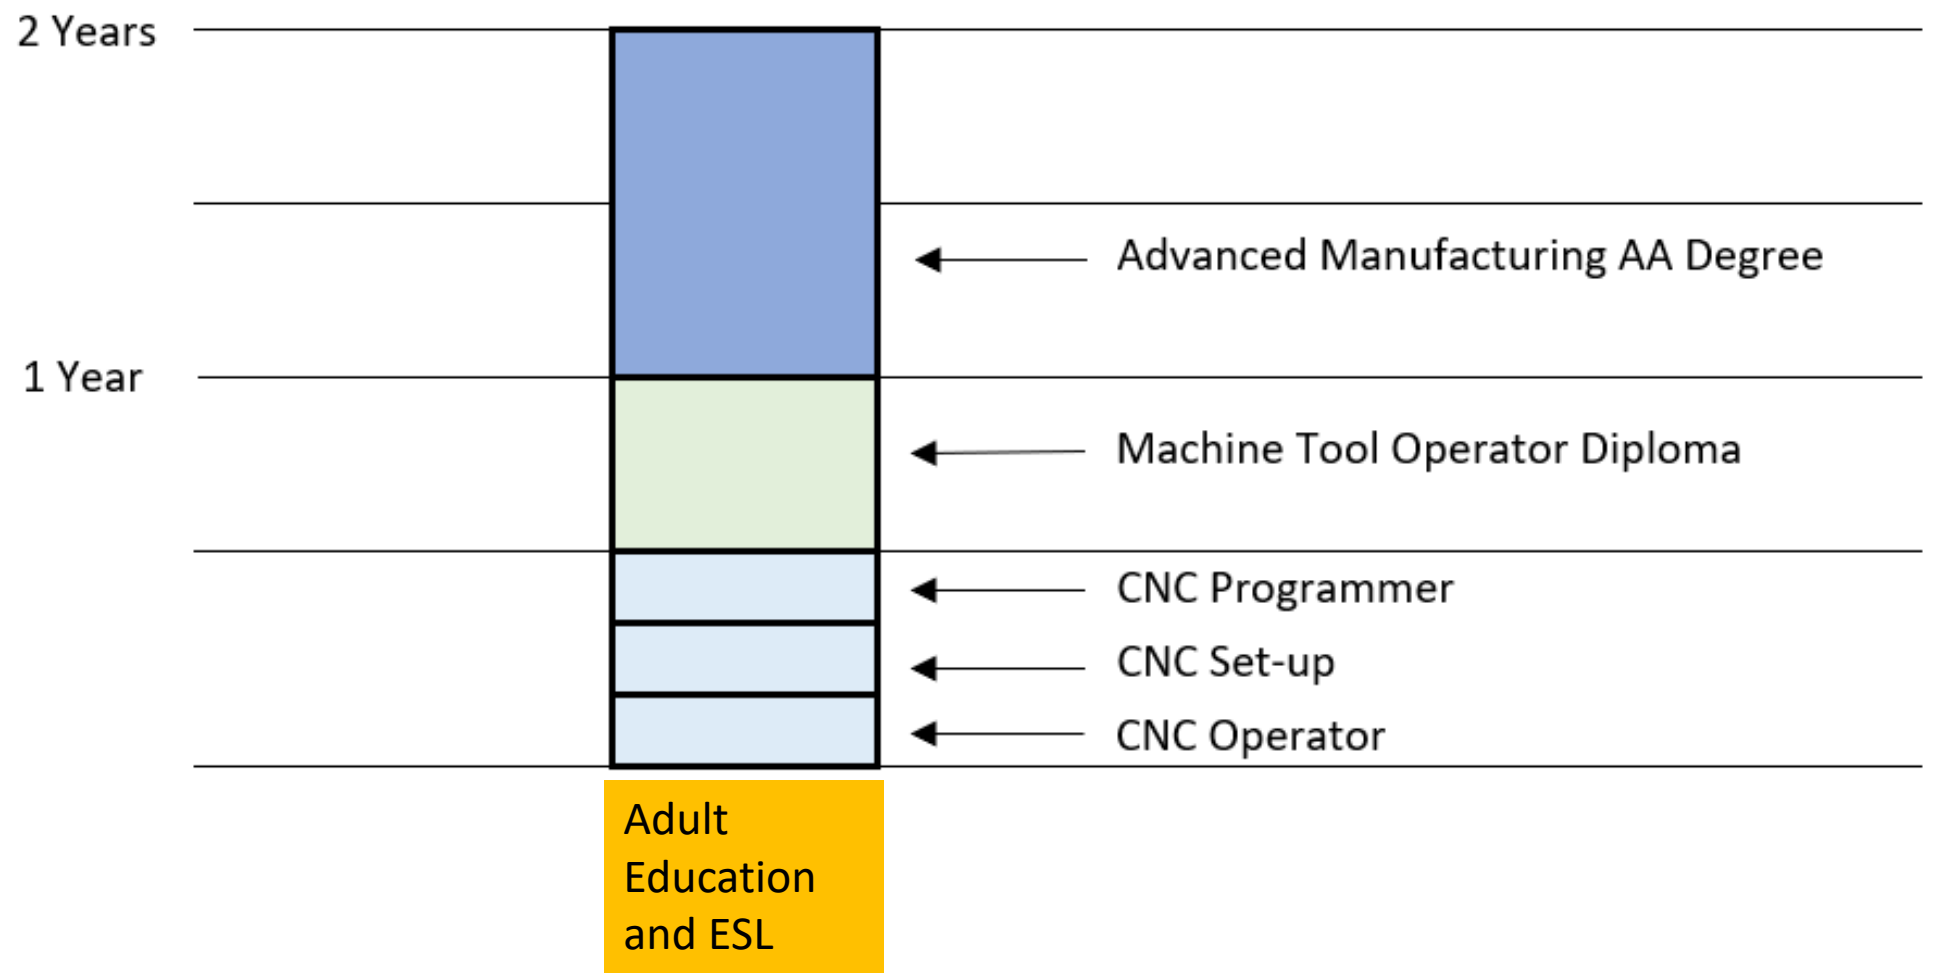 2 Years
Advanced Manufacturing AA Degree
1 Year
Machine Tool Operator Diploma
CNC Programmer
CNC Set-up
CNC Operator
Adult
Education
and ESL